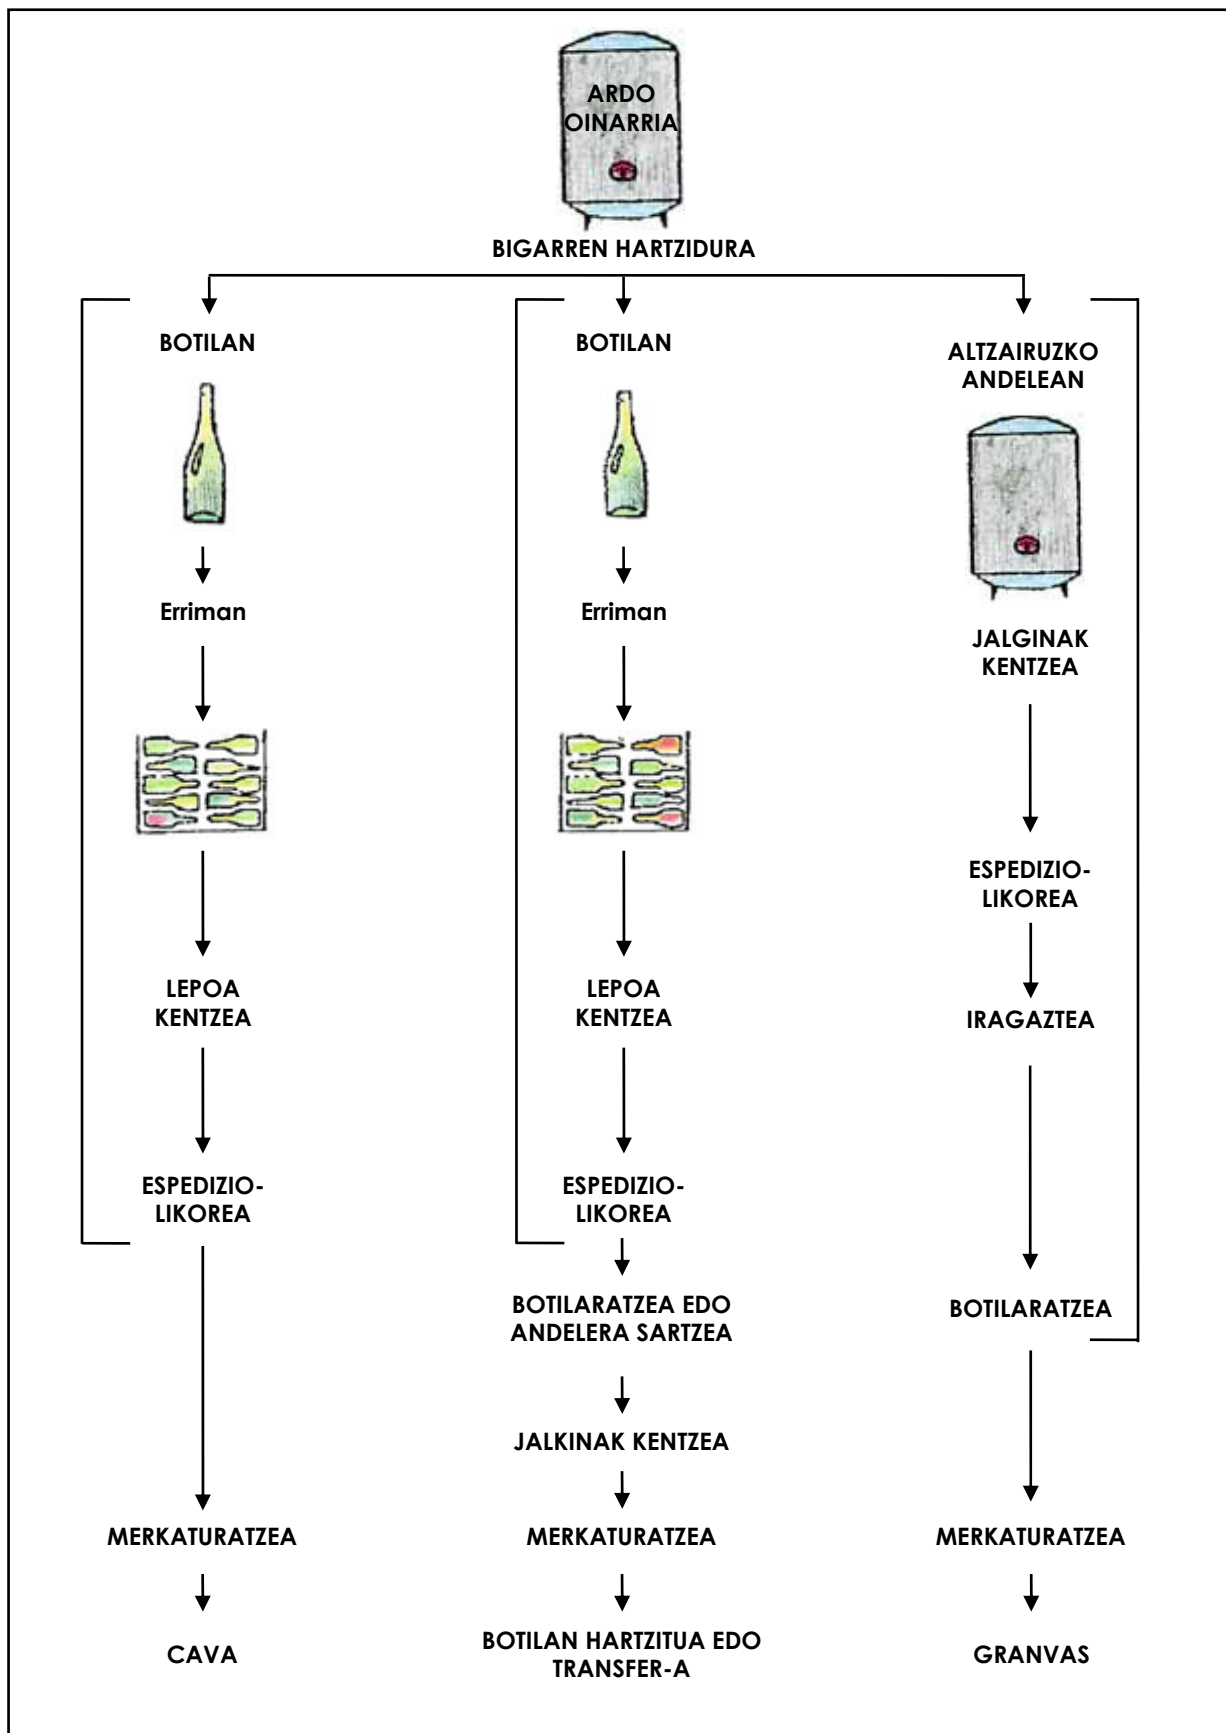 ARDO
OINARRIA
BIGARREN HARTZIDURA
BOTILAN
Erriman
LEPOA
KENTZEA
ESPEDIZIO-
LIKOREA
MERKATURATZEA
CAVA
BOTILAN
Erriman
LEPOA
KENTZEA
ESPEDIZIO-
LIKOREA
BOTILARATZEA EDO
ANDELERA SARTZEA
JALKINAK KENTZEA
MERKATURATZEA
BOTILAN HARTZITUA EDO
TRANSFER-A
ALTZAIRUZKO
ANDELEAN
JALGINAK
KENTZEA
ESPEDIZIO-
LIKOREA
IRAGAZTEA
BOTILARATZEA
MERKATURATZEA
GRANVAS